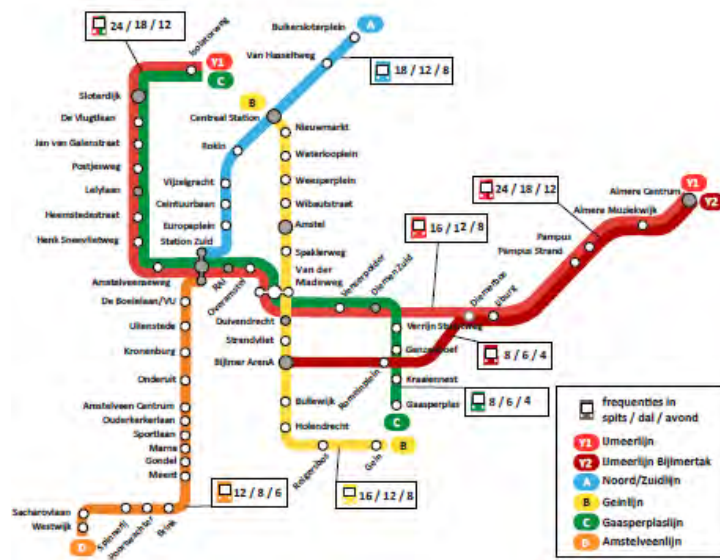 24 / 18 / 12
Isolatorweg
Y1
C
Buikersloterplein
A
Van Hasseltweg
18 / 12 / 8
Sloterdijk
De Vlugtlaan
Jan van Galenstraat
Postjesweg
Lelylaan
Heemstedestraat
Henk Sneevlietweg
B
Centraal Station
Rokin
Vijzelgracht
Ceintuurbaan
Europaplein
Station Zuid
Nieuwmarkt
Waterlooplein
Weesperplein
Wibautstraat
Amstel
Spaklerweg
Van der
Madeweg
24 / 18 / 12
16 / 12 / 8
Almere Centrum
Y1
Y2
Almere Muziekwijk
Pampus
Pampus Strand
Amstelveenseweg
RAI
Overamstel
Venserpolder
Diemen Zuid
Diemerbos
IJburg
De Boelelaan/VU
Uilenstede
Kronenburg
Onderuit
Amstelveen Centrum
Ouderkerkerlaan
Sportlaan
Marne
Gondel
Meent
Duivendrecht
Strandvliet
Bijlmer ArenA
Bullewijk
Holendrecht
Verrijn Stuartweg
Ganzenhoef
Kraaiennest
Gaasperplas
C
8 / 6 / 4
8 / 6 / 4
Reigersbos
Gein
B
16 / 12 / 8
12 / 8 / 6
Sacharovlaan
Westwijk
Spinnerij
Poortwachter
Brink
frequenties in
spits / dal / avond
Y1 IJmeerlijn
Y2 IJmeerlijn Bijlmertak
A Noord/Zuidlijn
B Geinlijn
C Gaasperplaslijn
D Amstelveenlijn